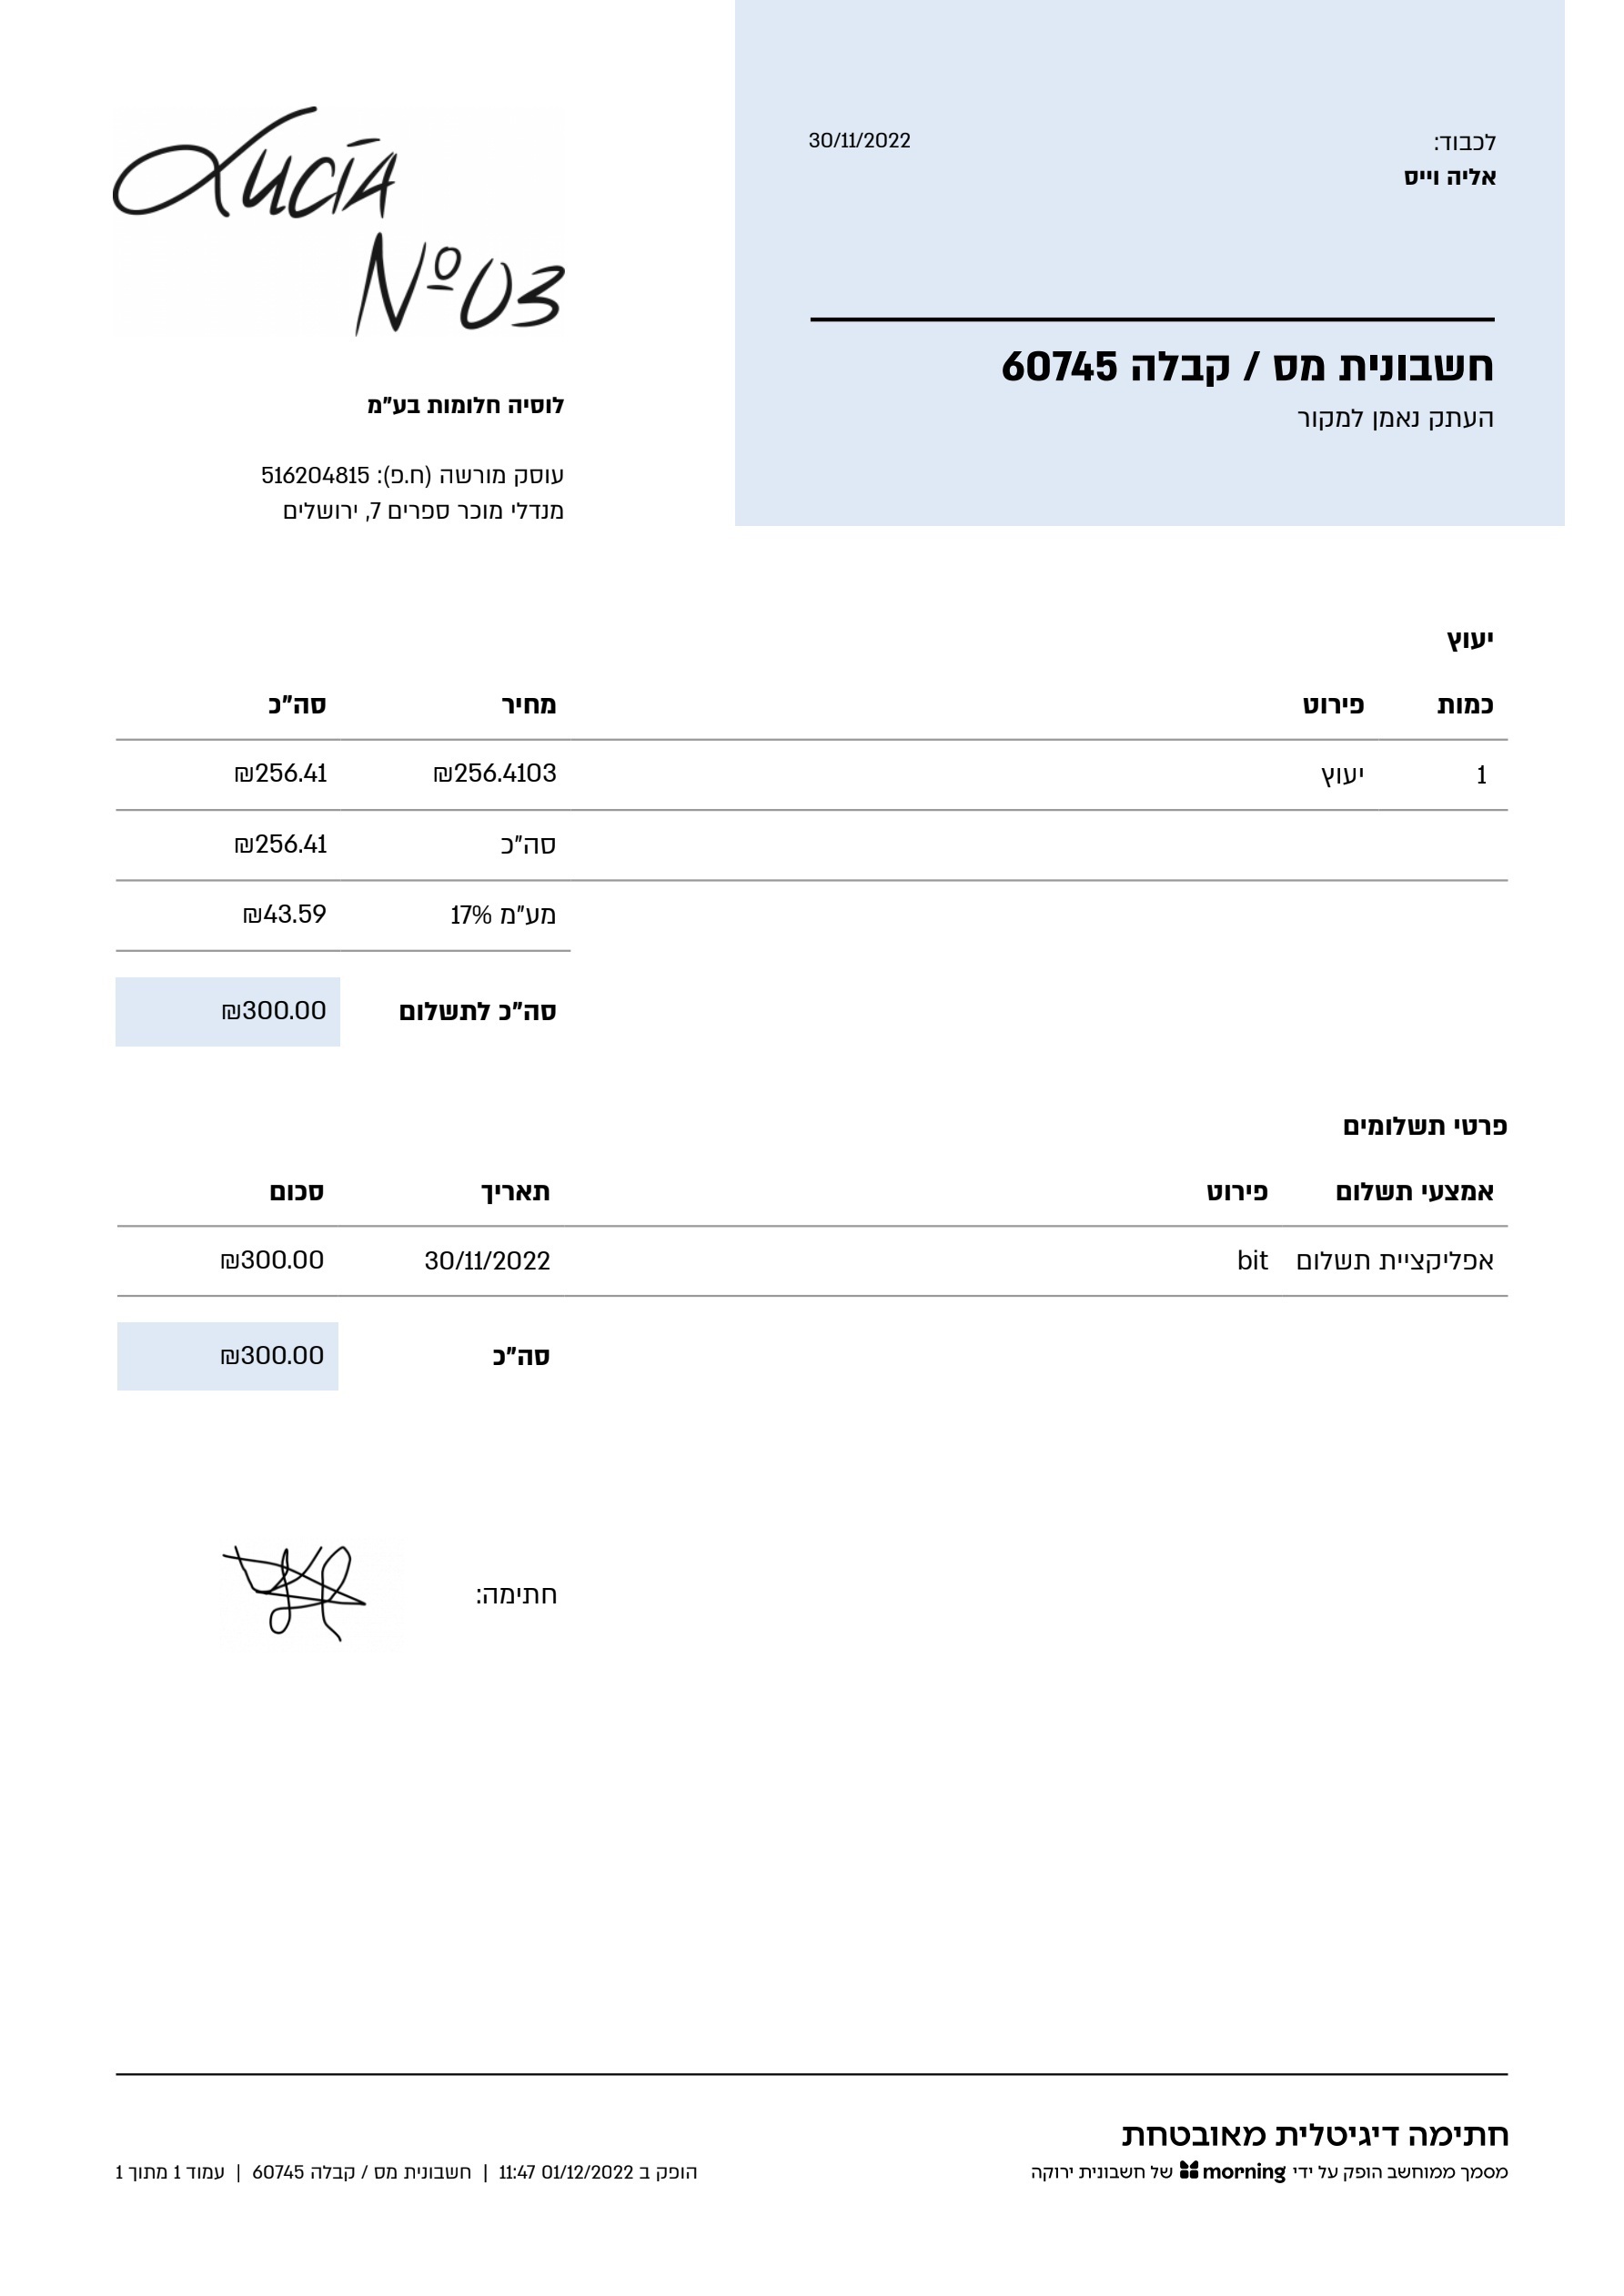 לכבוד:
אליה וייס
30/11/2022
חשבונית מס / קבלה 60745
העתק נאמן למקור
Lucía
Nº03
לוסיה חלומות בע"מ
עוסק מורשה (ח.פ): 516204815
מנדלי מוכר ספרים 7, ירושלים
יעוץ
כמות פירוט מחיר סה"כ
1 יעוץ ₪256.4103 ₪256.41
סה"כ ₪256.41
מע"מ 17% ₪43.59
סה"כ לתשלום ₪300.00
פרטי תשלומים
אמצעי תשלום פירוט תאריך סכום
אפליקציית תשלום bit 30/11/2022 ₪300.00
סה"כ ₪300.00
חתימה:
חתימה דיגיטלית מאובטחת
מסמך ממוחשב הופק על ידי morning של חשבונית ירוקה
הופק ב 01/12/2022 11:47 | חשבונית מס / קבלה 60745 | עמוד 1 מתוך 1